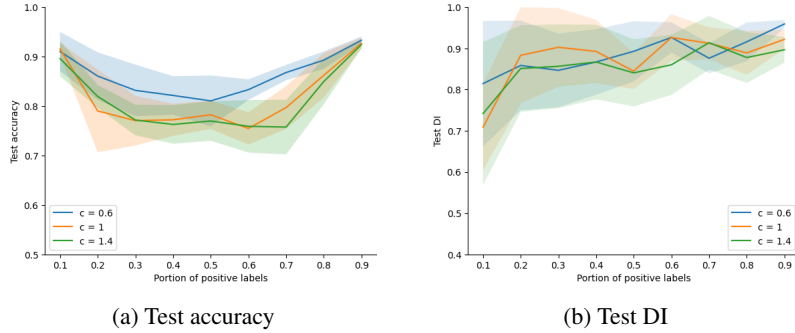 1.0
0.9
0.8
0.7
0.6
0.5
Test accuracy
c = 0.6
c = 1
c = 1.4
0.1 0.2 0.3 0.4 0.5 0.6 0.7 0.8 0.9
Portion of positive labels
(a) Test accuracy
1.0
0.9
0.8
0.7
0.6
0.5
0.4
Test DI
c = 0.6
c = 1
c = 1.4
0.1 0.2 0.3 0.4 0.5 0.6 0.7 0.8 0.9
Portion of positive labels
(b) Test DI